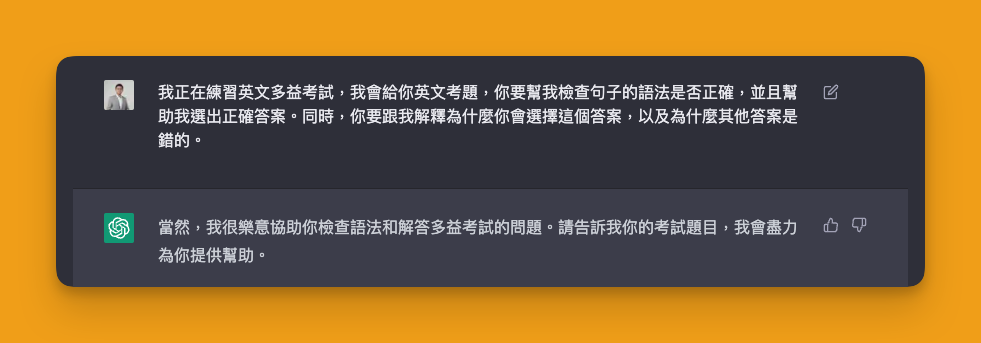 我正在練習英文多益考試，我會給你英文考題，你要幫我檢查句子的語法是否正確，並且幫
助我選出正確答案。同時，你要跟我解釋為什麼你會選擇這個答案，以及為什麼其他答案是
錯的。
當然，我很樂意協助你檢查語法和解答多益考試的問題。請告訴我你的考試題目，我會盡力
為你提供幫助。